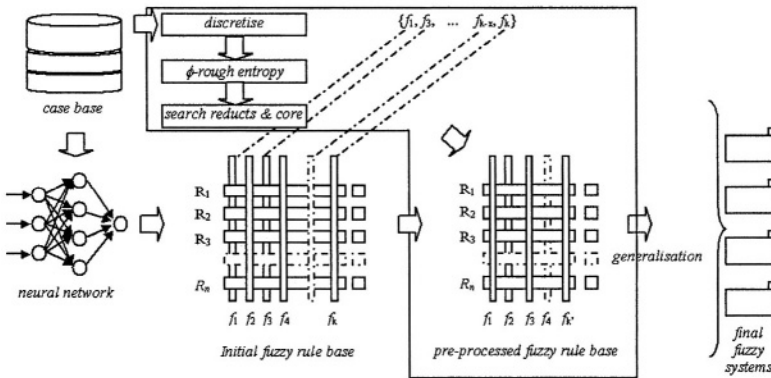 discretise
{f1, f3, ... fk-z, fk}
ϕ-rough entropy
case base
search reducts & core
R1
R2
R3
Rn
f1 f2 f3 f4 fk
Initial fuzzy rule base
neural network
R1
R2
R3
Rn
f1 f2 f3 f4 fk'
pre-processed fuzzy rule base
generalisation
final
fuzzy
systems